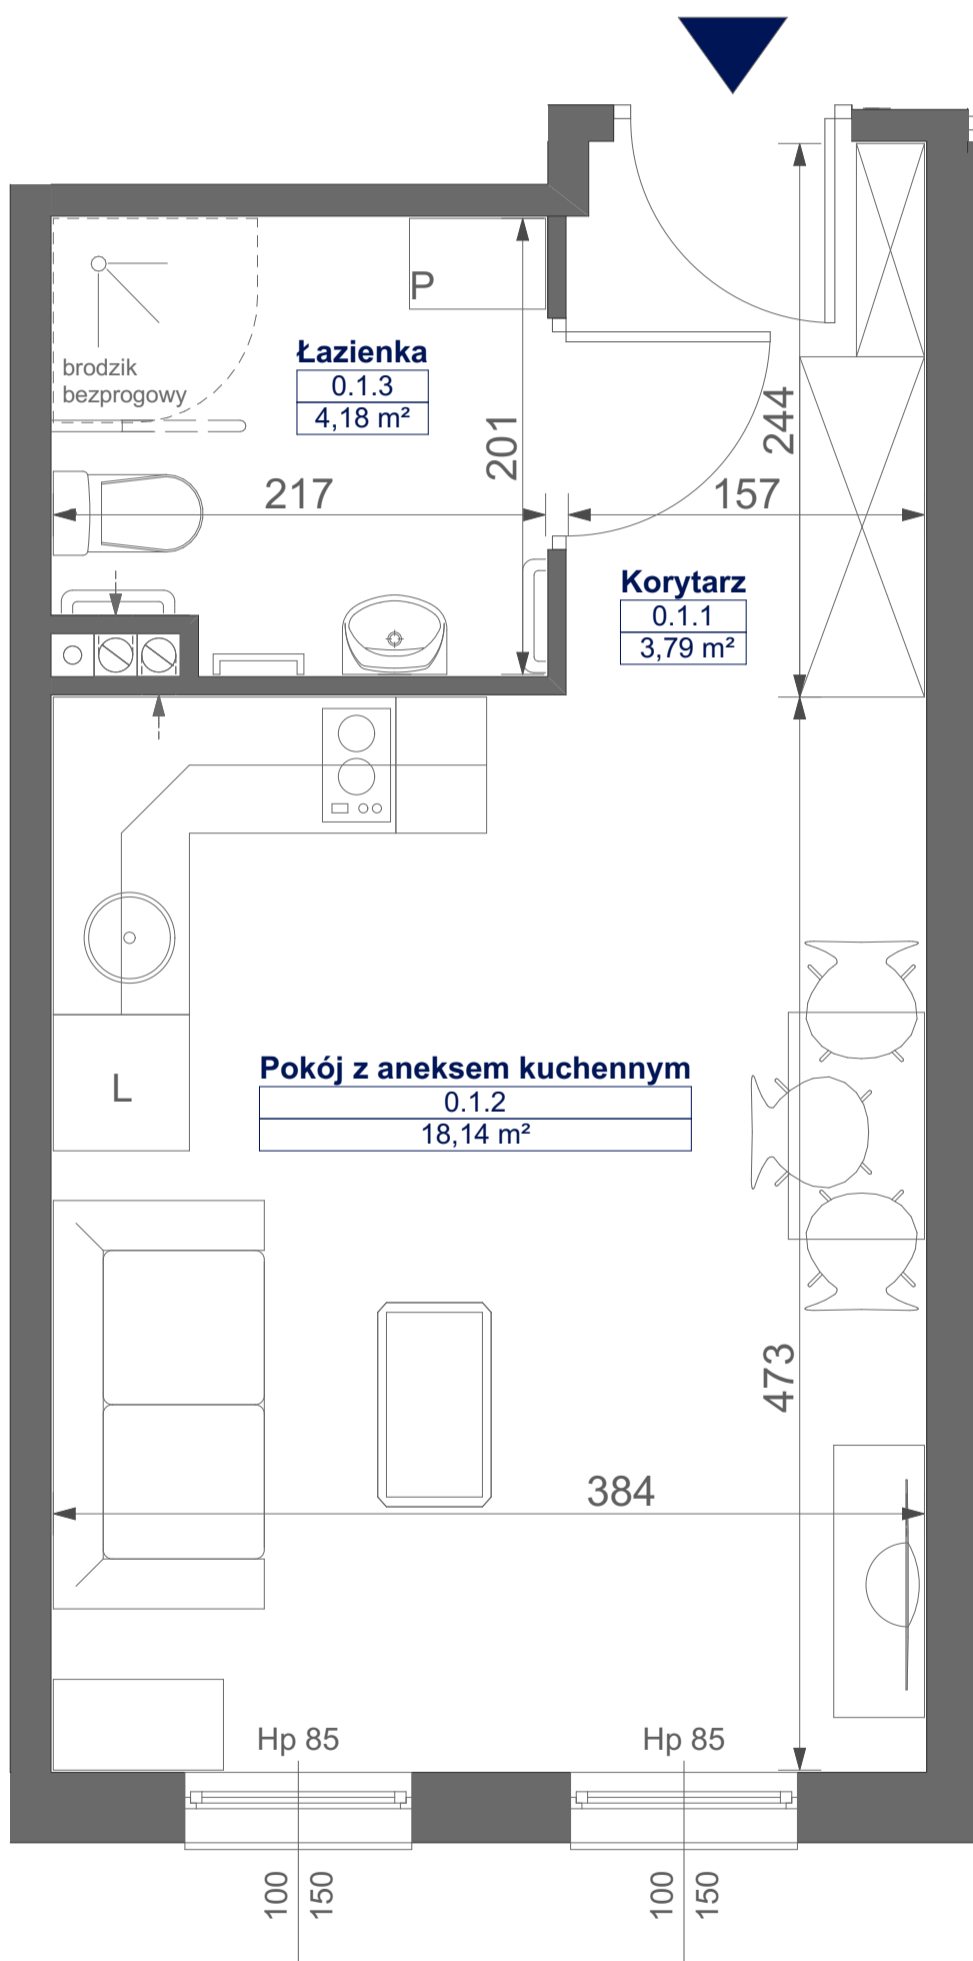 brodzik
bezprogowy
P
Łazienka
0.1.3
4,18 m²
201
217
244
157
Korytarz
0.1.1
3,79 m²
L
Pokój z aneksem kuchennym
0.1.2
18,14 m²
473
384
Hp 85
Hp 85
100
150
100
150